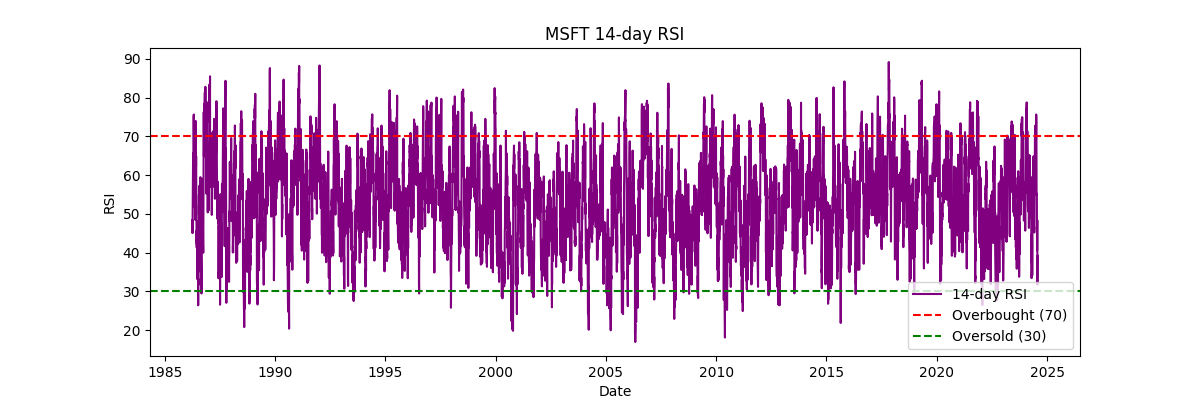 MSFT 14-day RSI
90
80
70
60
50
40
30
20
RSI
14-day RSI
Overbought (70)
Oversold (30)
1985
1990
1995
2000
2005
2010
2015
2020
2025
Date